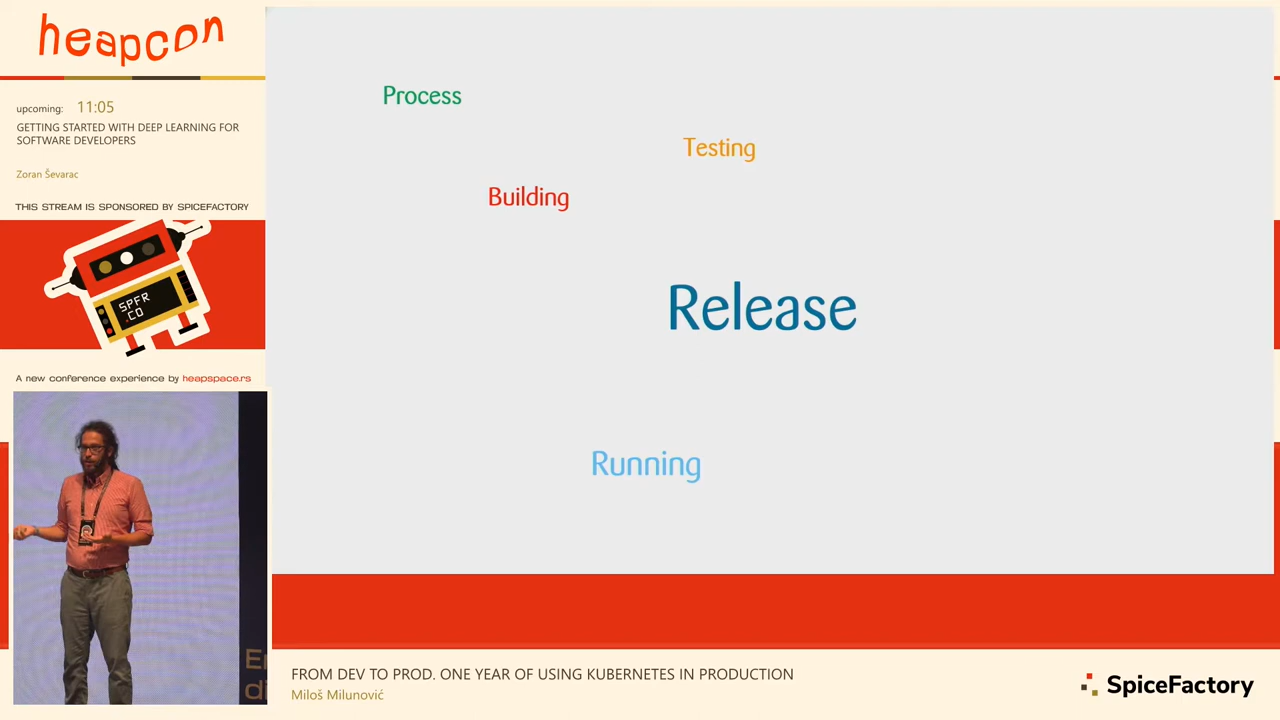 heapcon
upcoming: 11:05
GETTING STARTED WITH DEEP LEARNING FOR
SOFTWARE DEVELOPERS
Zoran Ševarac
THIS STREAM IS SPONSORED BY SPICEFACTORY
SPFR
.CO
A new conference experience by heapspace.rs
Process
Testing
Building
Release
Running
FROM DEV TO PROD. ONE YEAR OF USING KUBERNETES IN PRODUCTION
Miloš Milunović
SpiceFactory